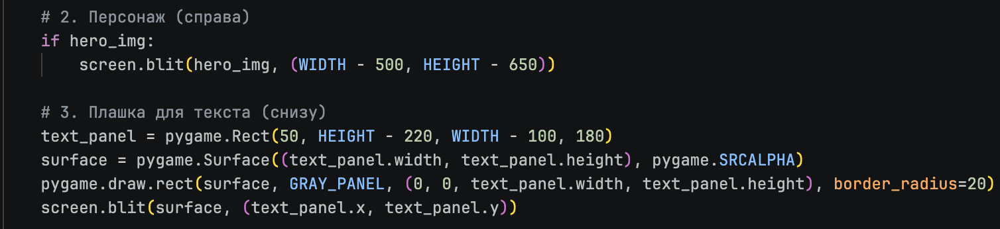 # 2. Персонаж (справа)
if hero_img:
    screen.blit(hero_img, (WIDTH - 500, HEIGHT - 650))

# 3. Плашка для текста (снизу)
text_panel = pygame.Rect(50, HEIGHT - 220, WIDTH - 100, 180)
surface = pygame.Surface((text_panel.width, text_panel.height), pygame.SRCALPHA)
pygame.draw.rect(surface, GRAY_PANEL, (0, 0, text_panel.width, text_panel.height), border_radius=20)
screen.blit(surface, (text_panel.x, text_panel.y))